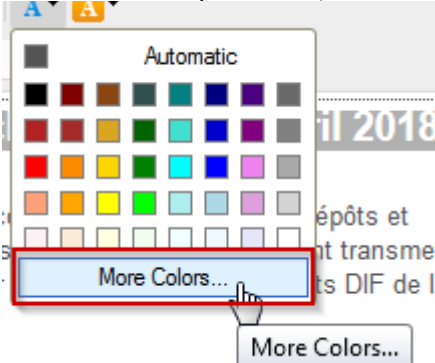 A A
Automatic
il 2018
épôts et
nt transme
More Colors...
ts DIF de l
More Colors...